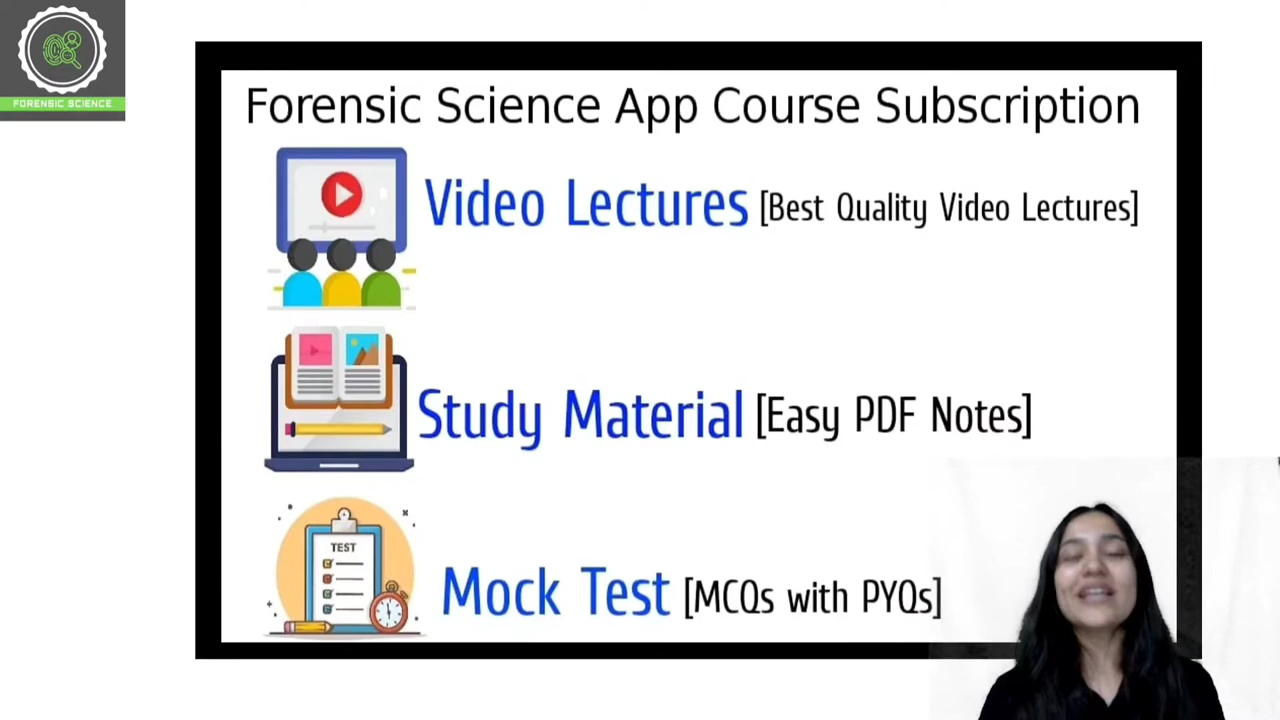 FORENSIC SCIENCE
Forensic Science App Course Subscription
Video Lectures [Best Quality Video Lectures]
Study Material [Easy PDF Notes]
TEST
Mock Test [MCQs with PYQs]